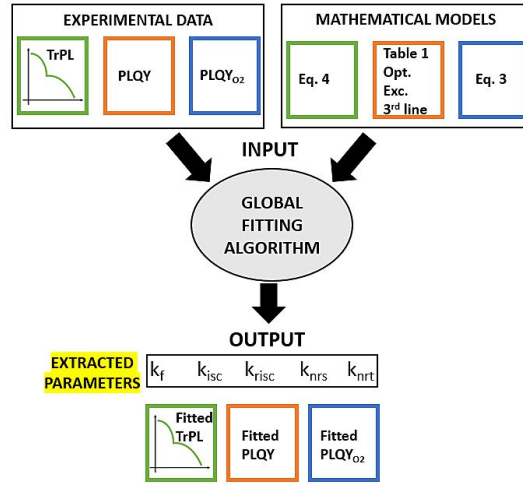 EXPERIMENTAL DATA
TrPL
PLQY
PLQYO2
MATHEMATICAL MODELS
Eq. 4
Table 1
Opt.
Exc.
3rd line
Eq. 3
INPUT
GLOBAL
FITTING
ALGORITHM
OUTPUT
EXTRACTED
PARAMETERS
kf kisc krisc knrs knrt
Fitted
TrPL
Fitted
PLQY
Fitted
PLQYO2